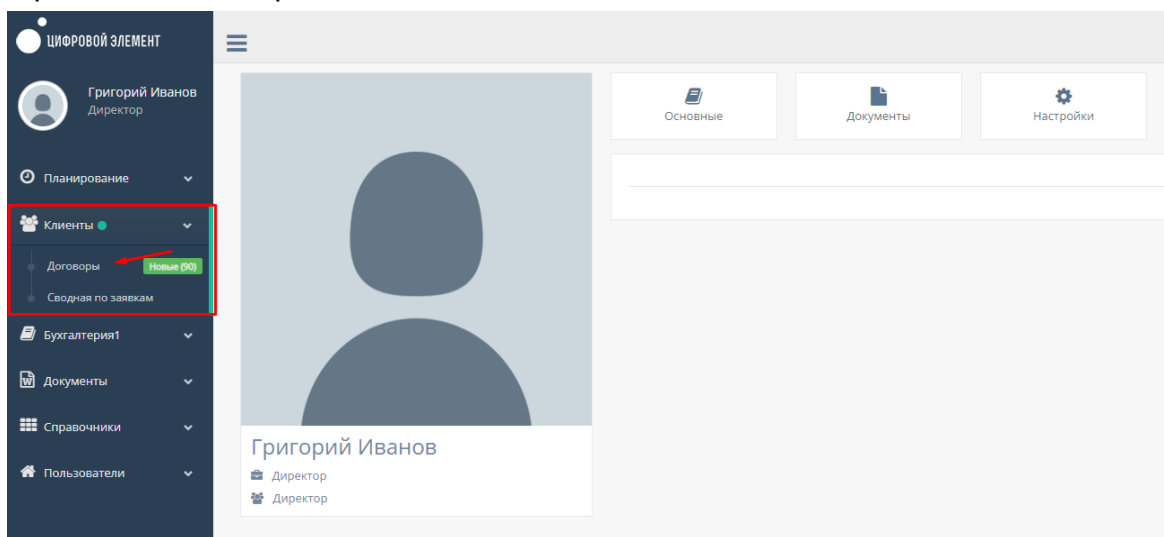 ЦИФРОВОЙ ЭЛЕМЕНТ
Григорий Иванов
Директор
Планирование
Клиенты
Договоры Новые (90)
Сводная по заявкам
Бухгалтерия1
Документы
Справочники
Пользователи
Основные
Документы
Настройки
Григорий Иванов
Директор
Директор